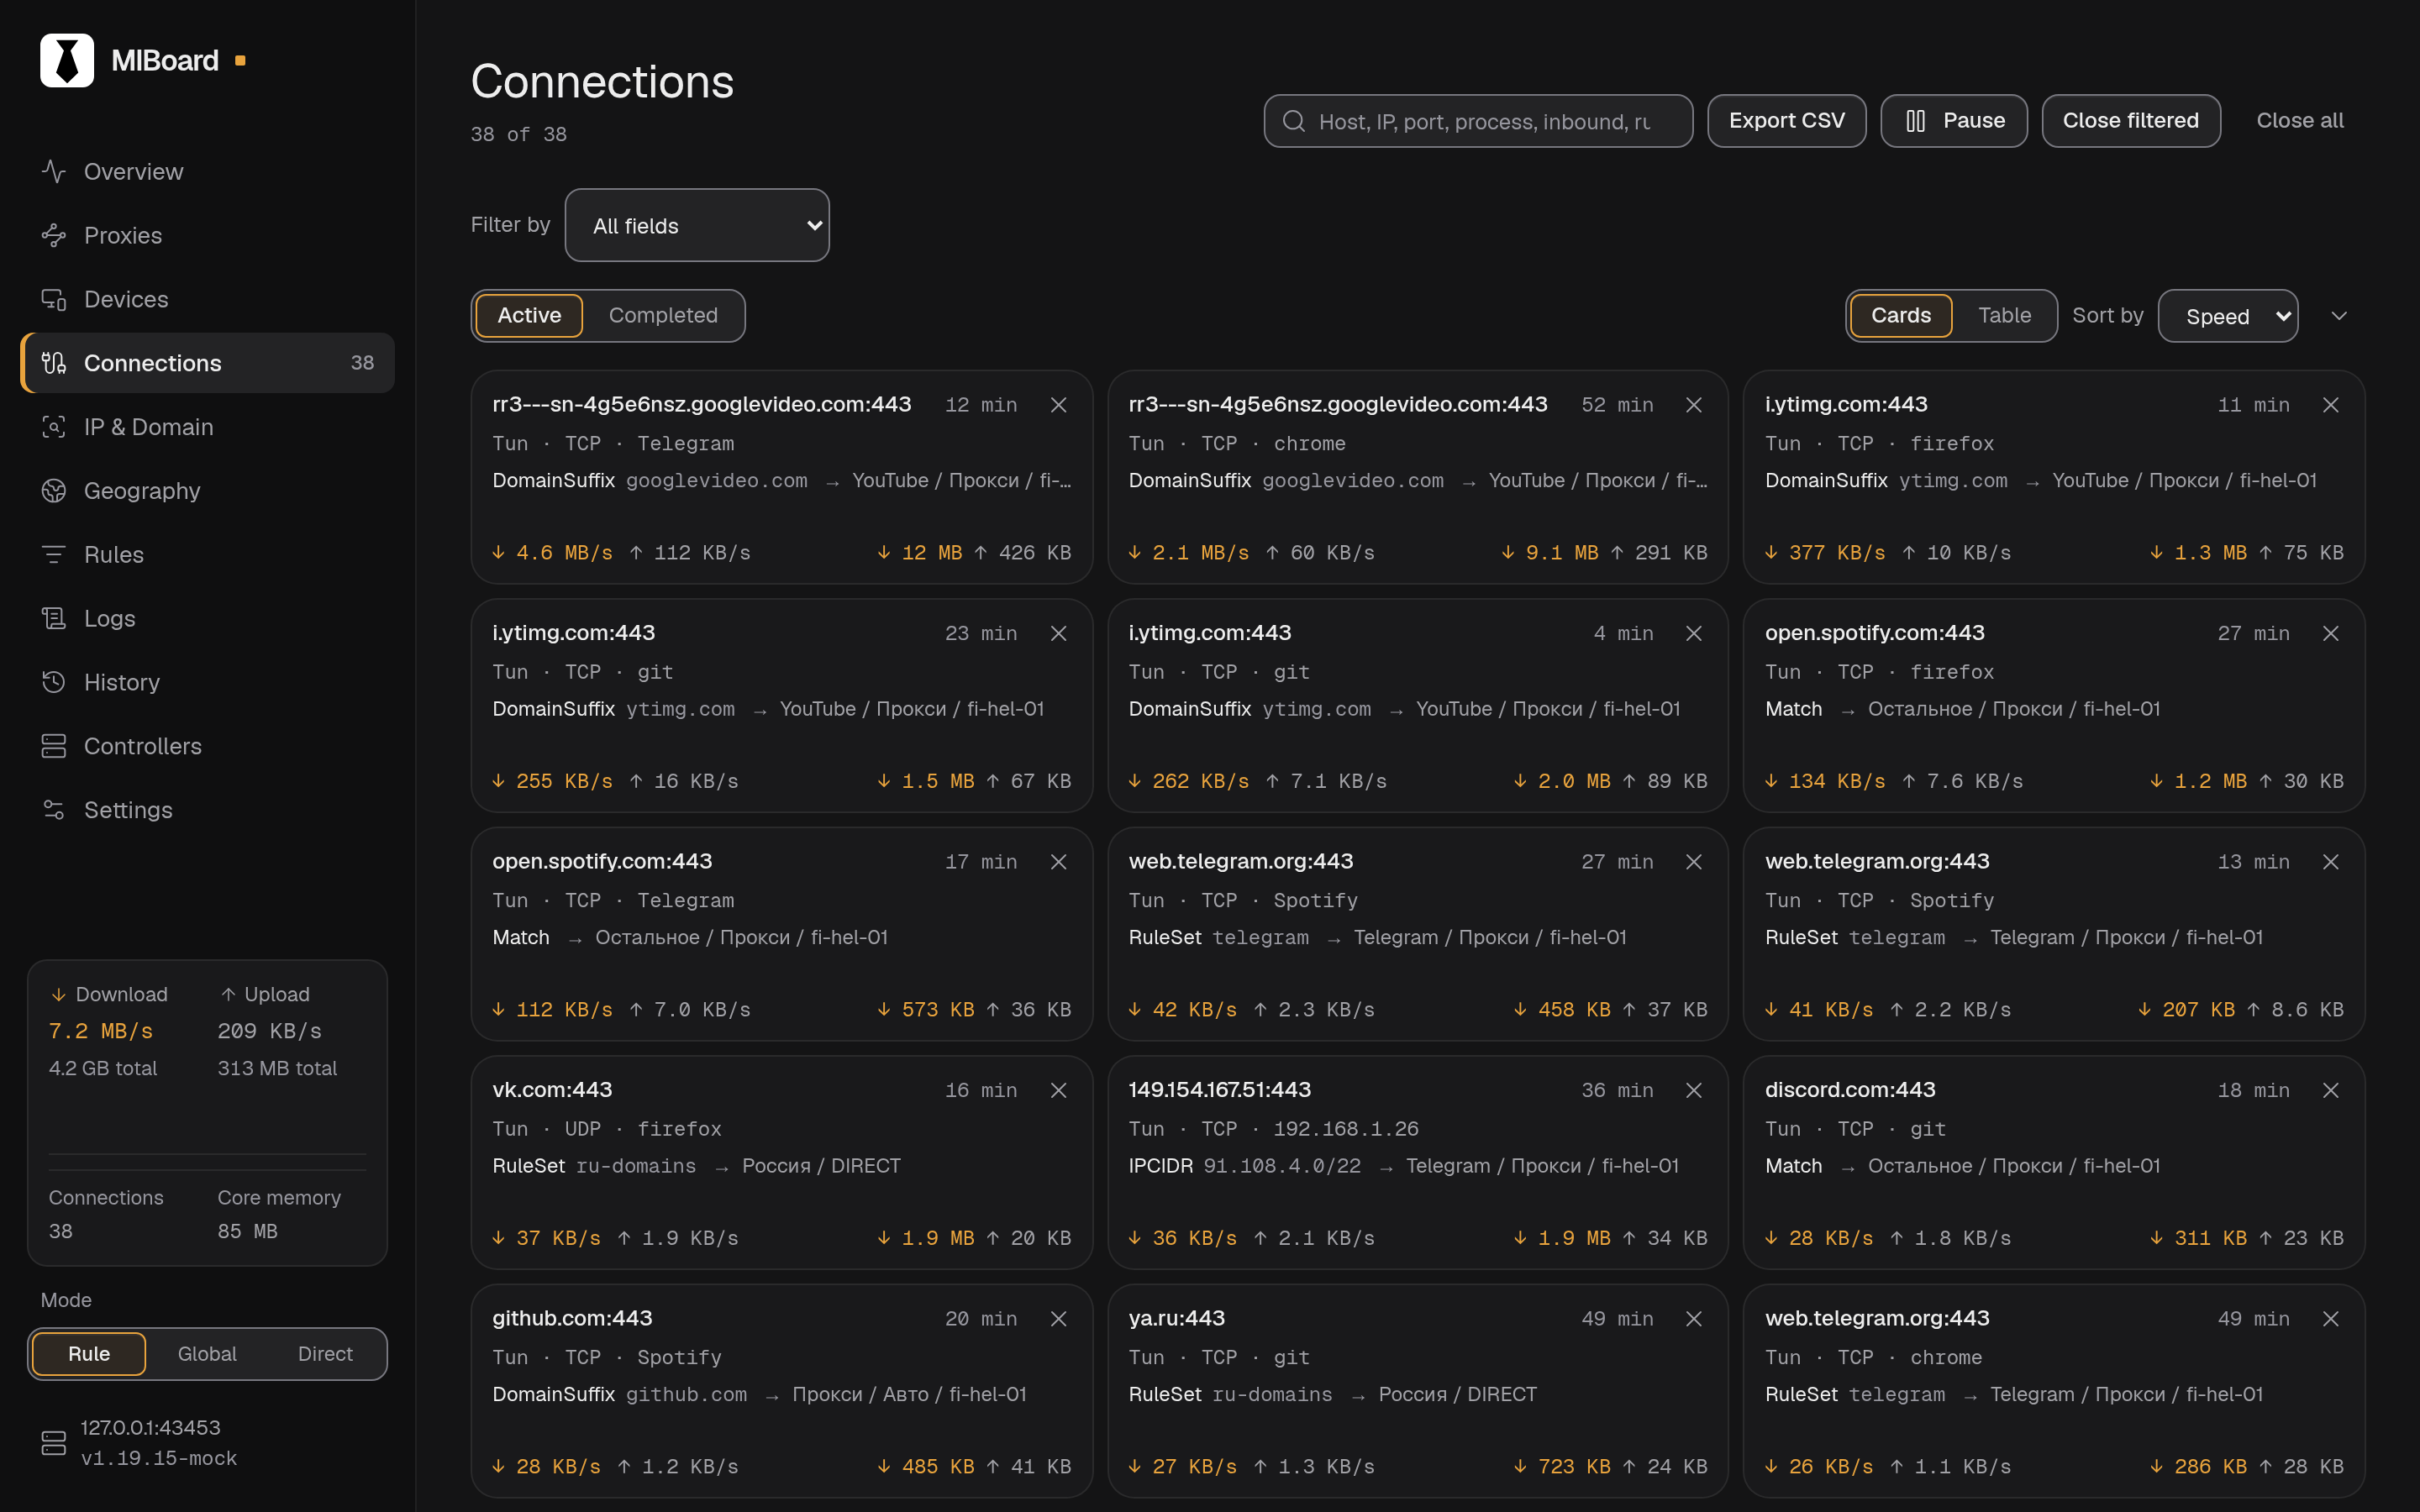 MIBoard
Overview
Proxies
Devices
Connections 38
IP & Domain
Geography
Rules
Logs
History
Controllers
Settings
↓ Download ↑ Upload
7.2 MB/s 209 KB/s
4.2 GB total 313 MB total
Connections Core memory
38 85 MB
Mode
Rule Global Direct
127.0.0.1:43453
v1.19.15-mock
Connections
38 of 38
Host, IP, port, process, inbound, ru
Export CSV
Pause
Close filtered
Close all
Filter by All fields
Active Completed
Cards Table Sort by Speed
rr3---sn-4g5e6nsz.googlevideo.com:443 12 min
Tun · TCP · Telegram
DomainSuffix googlevideo.com → YouTube / Прокси / fi-…
↓ 4.6 MB/s ↑ 112 KB/s ↓ 12 MB ↑ 426 KB
rr3---sn-4g5e6nsz.googlevideo.com:443 52 min
Tun · TCP · chrome
DomainSuffix googlevideo.com → YouTube / Прокси / fi-…
↓ 2.1 MB/s ↑ 60 KB/s ↓ 9.1 MB ↑ 291 KB
i.ytimg.com:443 11 min
Tun · TCP · firefox
DomainSuffix ytimg.com → YouTube / Прокси / fi-hel-01
↓ 377 KB/s ↑ 10 KB/s ↓ 1.3 MB ↑ 75 KB
i.ytimg.com:443 23 min
Tun · TCP · git
DomainSuffix ytimg.com → YouTube / Прокси / fi-hel-01
↓ 255 KB/s ↑ 16 KB/s ↓ 1.5 MB ↑ 67 KB
i.ytimg.com:443 4 min
Tun · TCP · git
DomainSuffix ytimg.com → YouTube / Прокси / fi-hel-01
↓ 262 KB/s ↑ 7.1 KB/s ↓ 2.0 MB ↑ 89 KB
open.spotify.com:443 27 min
Tun · TCP · firefox
Match → Остальное / Прокси / fi-hel-01
↓ 134 KB/s ↑ 7.6 KB/s ↓ 1.2 MB ↑ 30 KB
open.spotify.com:443 17 min
Tun · TCP · Telegram
Match → Остальное / Прокси / fi-hel-01
↓ 112 KB/s ↑ 7.0 KB/s ↓ 573 KB ↑ 36 KB
web.telegram.org:443 27 min
Tun · TCP · Spotify
RuleSet telegram → Telegram / Прокси / fi-hel-01
↓ 42 KB/s ↑ 2.3 KB/s ↓ 458 KB ↑ 37 KB
web.telegram.org:443 13 min
Tun · TCP · Spotify
RuleSet telegram → Telegram / Прокси / fi-hel-01
↓ 41 KB/s ↑ 2.2 KB/s ↓ 207 KB ↑ 8.6 KB
vk.com:443 16 min
Tun · UDP · firefox
RuleSet ru-domains → Россия / DIRECT
↓ 37 KB/s ↑ 1.9 KB/s ↓ 1.9 MB ↑ 20 KB
149.154.167.51:443 36 min
Tun · TCP · 192.168.1.26
IPCIDR 91.108.4.0/22 → Telegram / Прокси / fi-hel-01
↓ 36 KB/s ↑ 2.1 KB/s ↓ 1.9 MB ↑ 34 KB
discord.com:443 18 min
Tun · TCP · git
Match → Остальное / Прокси / fi-hel-01
↓ 28 KB/s ↑ 1.8 KB/s ↓ 311 KB ↑ 23 KB
github.com:443 20 min
Tun · TCP · Spotify
DomainSuffix github.com → Прокси / Авто / fi-hel-01
↓ 28 KB/s ↑ 1.2 KB/s ↓ 485 KB ↑ 41 KB
ya.ru:443 49 min
Tun · TCP · git
RuleSet ru-domains → Россия / DIRECT
↓ 27 KB/s ↑ 1.3 KB/s ↓ 723 KB ↑ 24 KB
web.telegram.org:443 49 min
Tun · TCP · chrome
RuleSet telegram → Telegram / Прокси / fi-hel-01
↓ 26 KB/s ↑ 1.1 KB/s ↓ 286 KB ↑ 28 KB